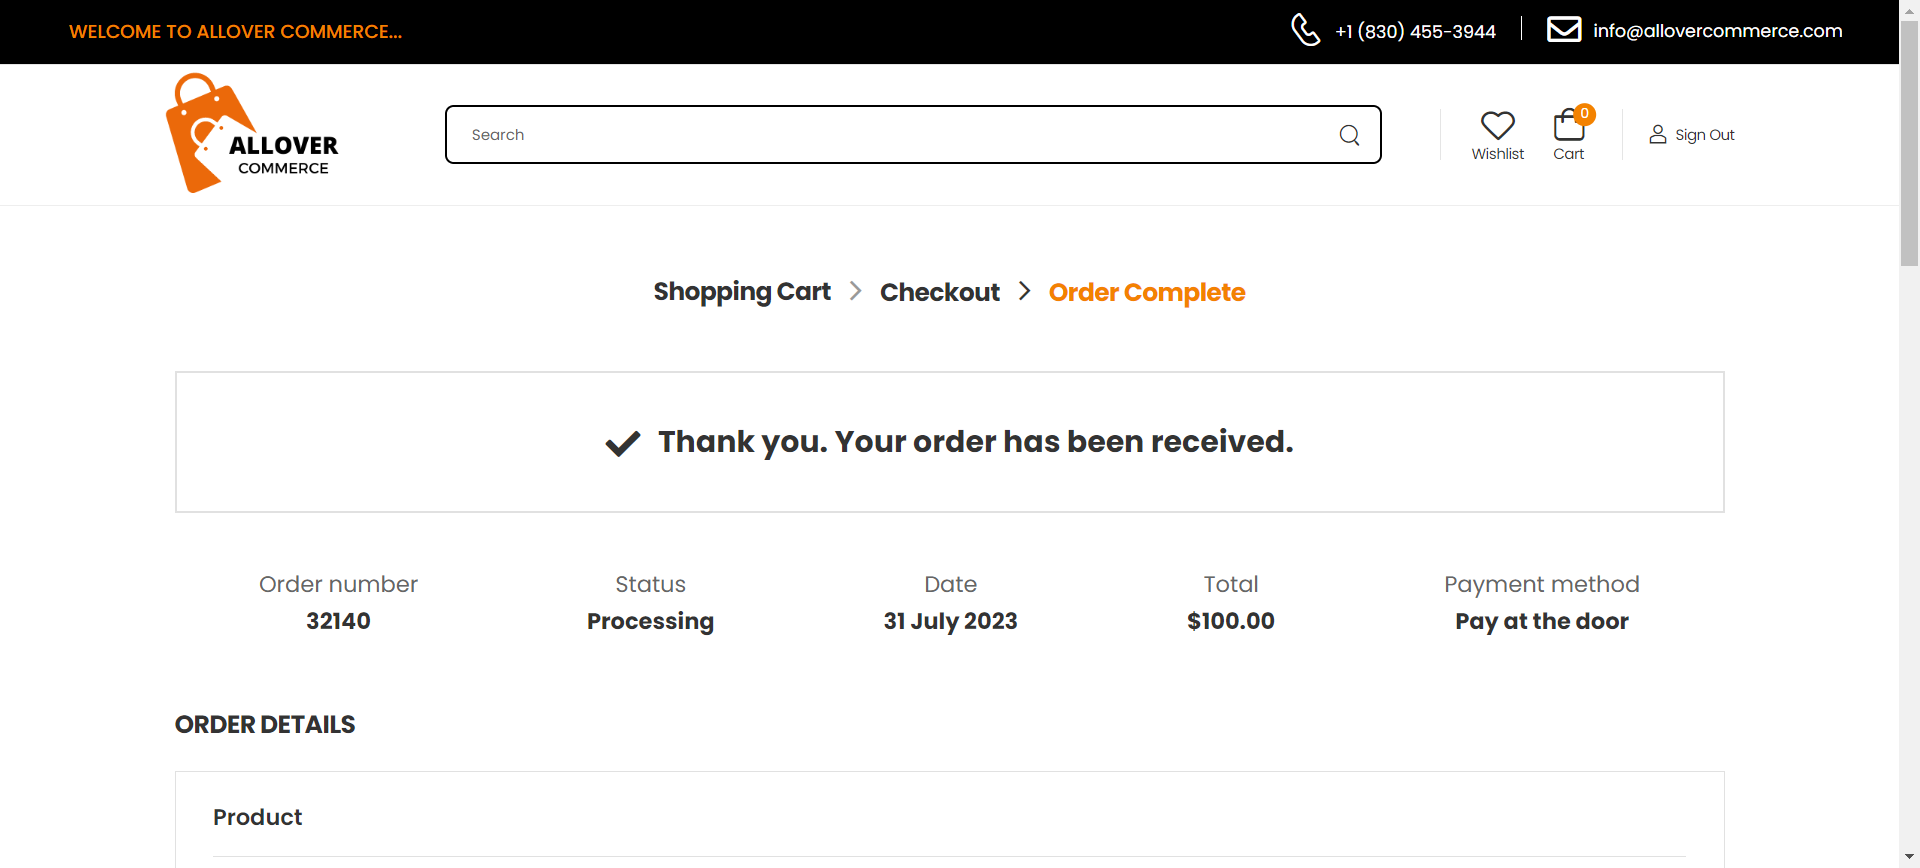 WELCOME TO ALLOVER COMMERCE...
+1 (830) 455-3944
info@allovercommerce.com
ALLOVER
COMMERCE
Search
Wishlist
0
Cart
Sign Out
Shopping Cart
Checkout
Order Complete
Thank you. Your order has been received.
Order number
32140
Status
Processing
Date
31 July 2023
Total
$100.00
Payment method
Pay at the door
ORDER DETAILS
Product